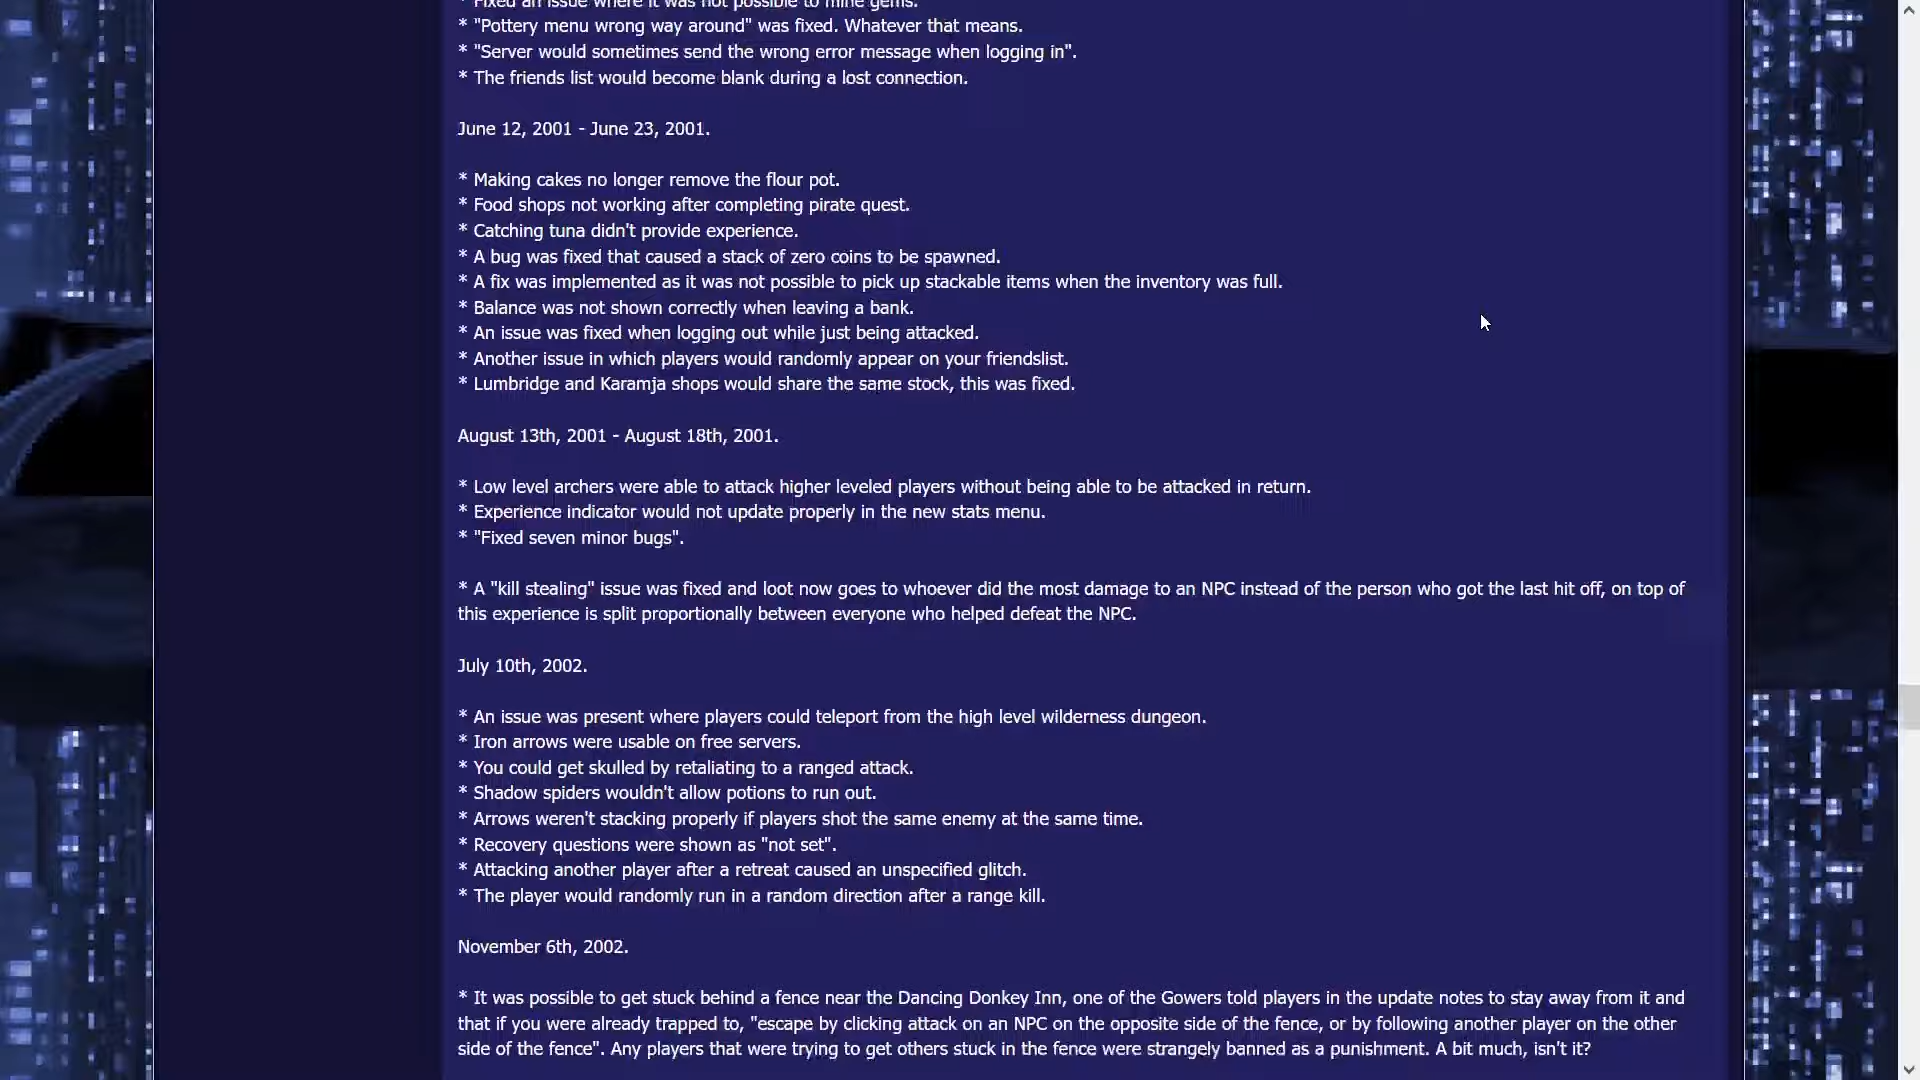 * Fixed an issue where it was not possible to mine gems.
* "Pottery menu wrong way around" was fixed. Whatever that means.
* "Server would sometimes send the wrong error message when logging in".
* The friends list would become blank during a lost connection.
June 12, 2001 - June 23, 2001.
* Making cakes no longer remove the flour pot.
* Food shops not working after completing pirate quest.
* Catching tuna didn't provide experience.
* A bug was fixed that caused a stack of zero coins to be spawned.
* A fix was implemented as it was not possible to pick up stackable items when the inventory was full.
* Balance was not shown correctly when leaving a bank.
* An issue was fixed when logging out while just being attacked.
* Another issue in which players would randomly appear on your friendslist.
* Lumbridge and Karamja shops would share the same stock, this was fixed.
August 13th, 2001 - August 18th, 2001.
* Low level archers were able to attack higher leveled players without being able to be attacked in return.
* Experience indicator would not update properly in the new stats menu.
* "Fixed seven minor bugs".
* A "kill stealing" issue was fixed and loot now goes to whoever did the most damage to an NPC instead of the person who got the last hit off, on top of
this experience is split proportionally between everyone who helped defeat the NPC.
July 10th, 2002.
* An issue was present where players could teleport from the high level wilderness dungeon.
* Iron arrows were usable on free servers.
* You could get skulled by retaliating to a ranged attack.
* Shadow spiders wouldn't allow potions to run out.
* Arrows weren't stacking properly if players shot the same enemy at the same time.
* Recovery questions were shown as "not set".
* Attacking another player after a retreat caused an unspecified glitch.
* The player would randomly run in a random direction after a range kill.
November 6th, 2002.
* It was possible to get stuck behind a fence near the Dancing Donkey Inn, one of the Gowers told players in the update notes to stay away from it and
that if you were already trapped to, "escape by clicking attack on an NPC on the opposite side of the fence, or by following another player on the other
side of the fence". Any players that were trying to get others stuck in the fence were strangely banned as a punishment. A bit much, isn't it?